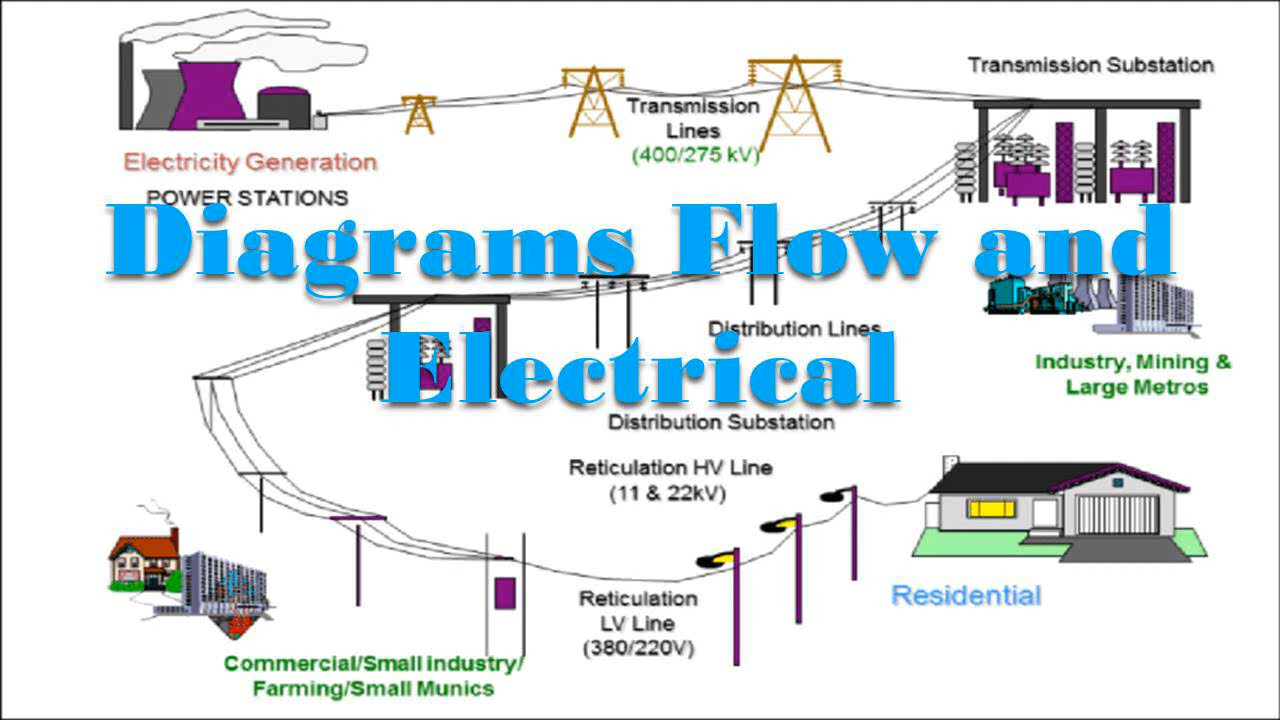 Transmission Substation
Transmission
Lines
(400/275 kV)
Electricity Generation
POWER STATIONS
Diagrams Flow and
Electrical
Distribution Lines
Industry, Mining &
Large Metros
Distribution Substation
Reticulation HV Line
(11 & 22kV)
Residential
Reticulation
LV Line
(380/220V)
Commercial/Small industry/
Farming/Small Munics